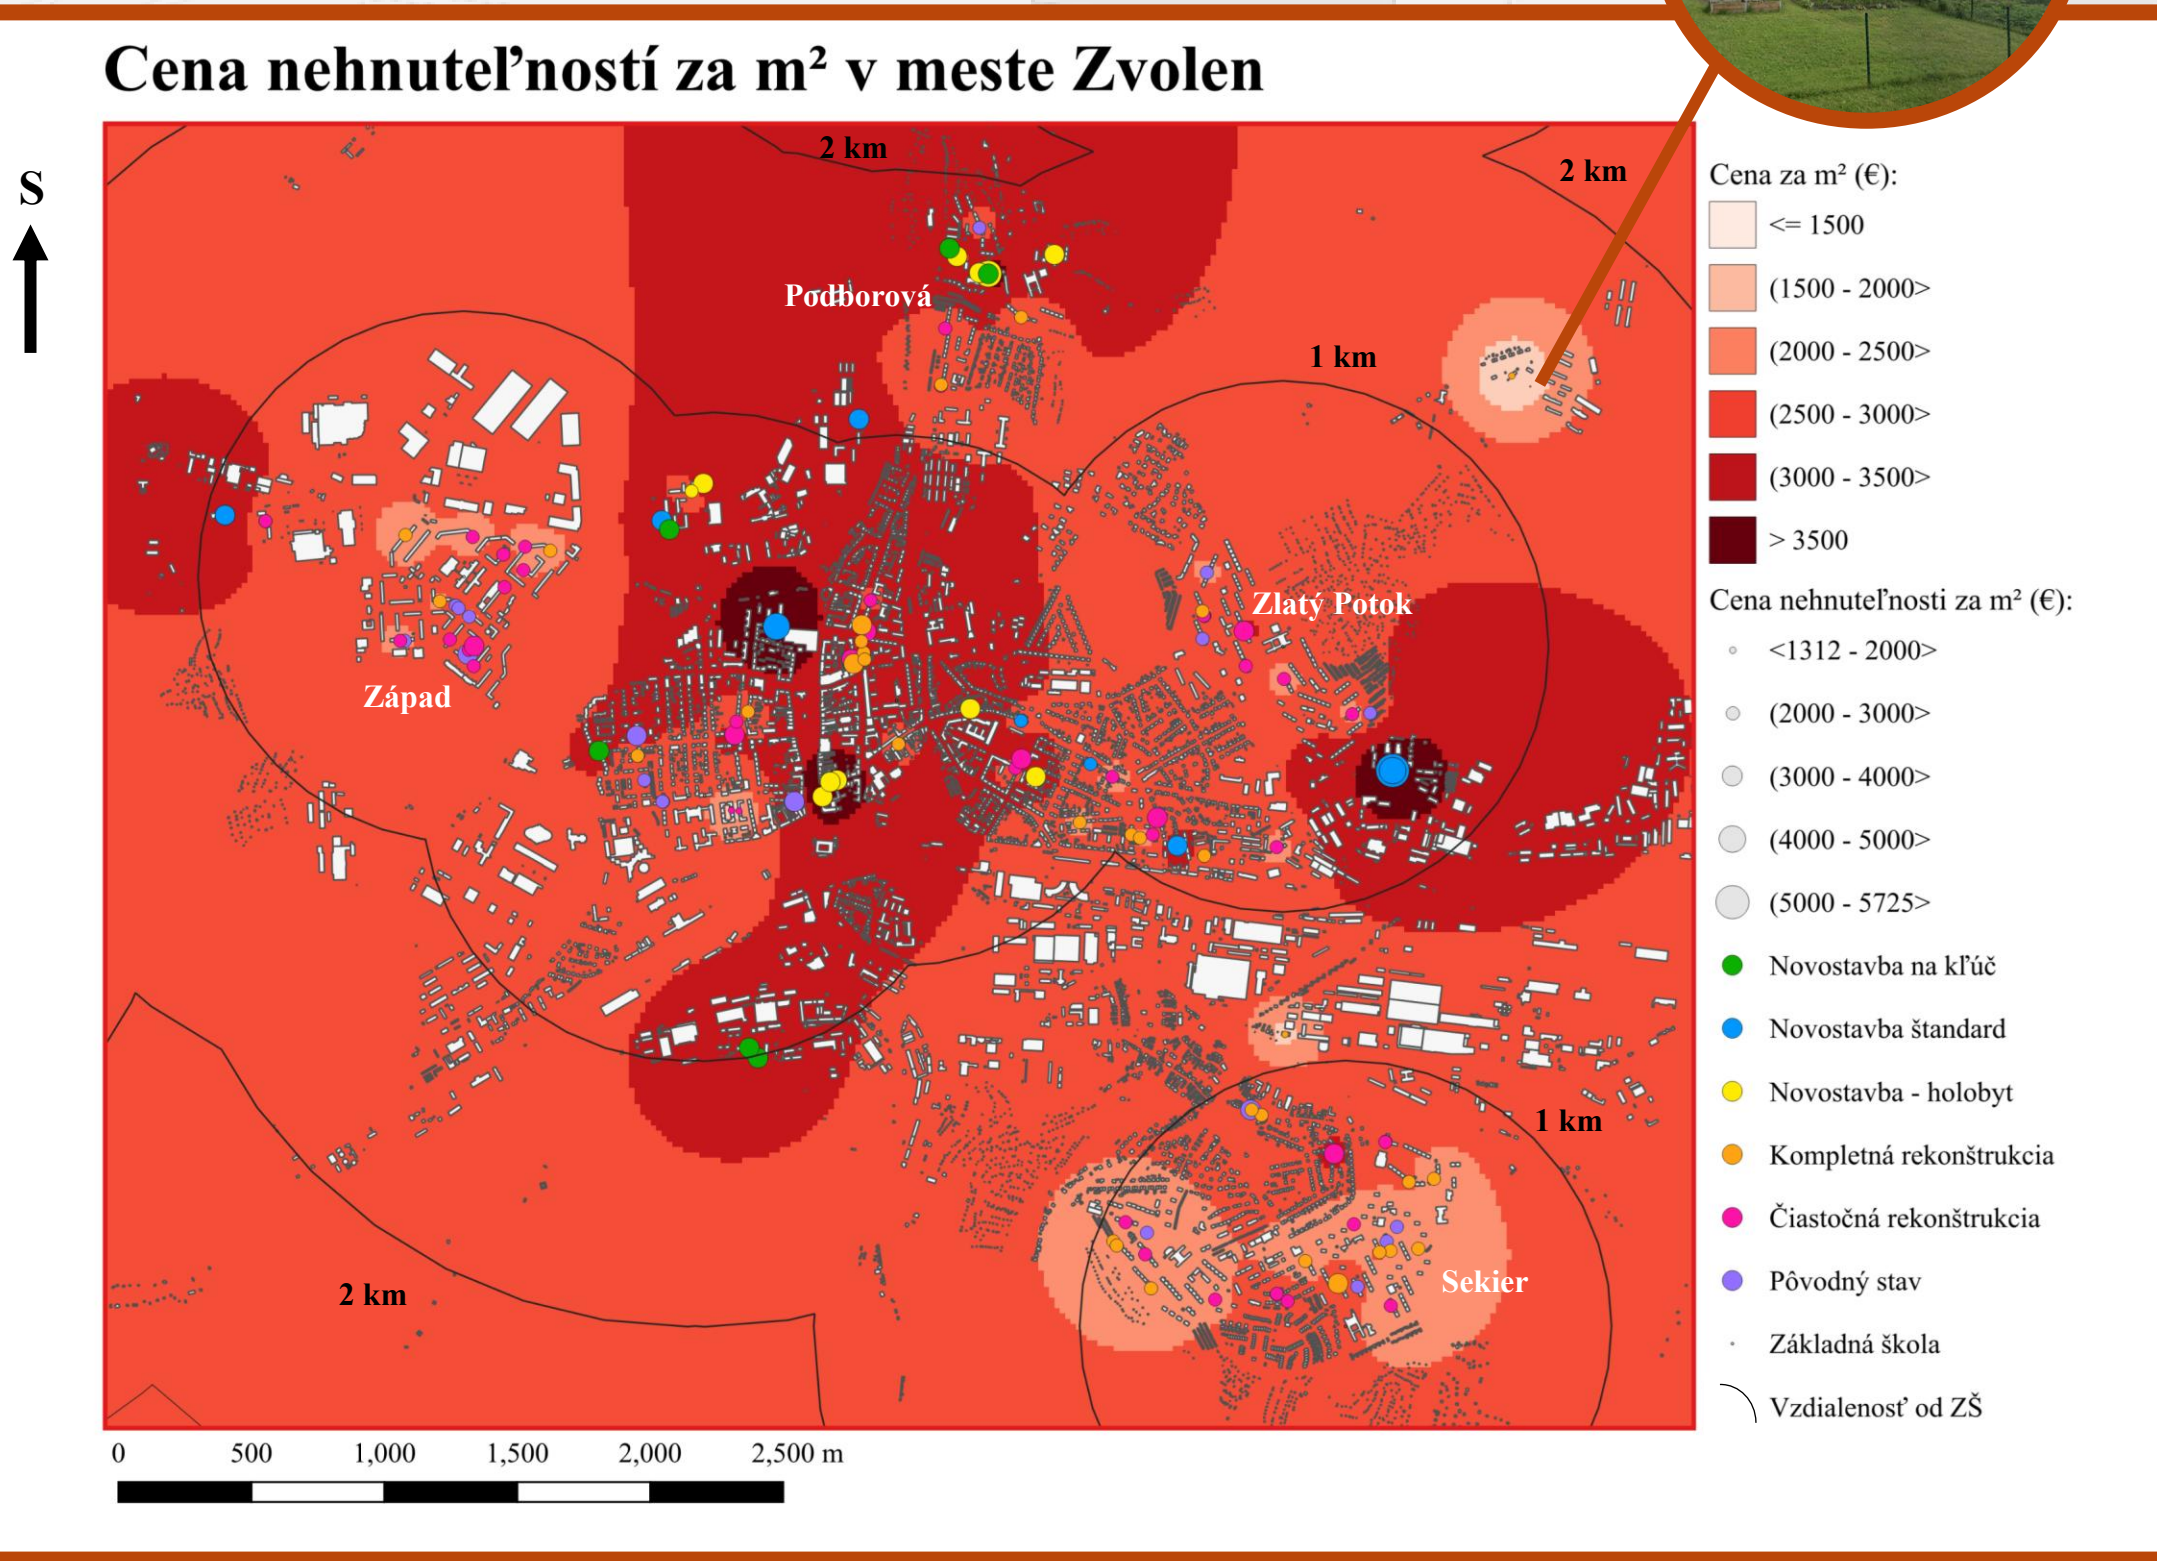 Cena nehnuteľností za m² v meste Zvolen
S
2 km
2 km
Podborová
1 km
Zlatý Potok
Západ
1 km
Sekier
2 km
0 500 1,000 1,500 2,000 2,500 m
Cena za m² (€):
<= 1500
(1500 - 2000>
(2000 - 2500>
(2500 - 3000>
(3000 - 3500>
> 3500
Cena nehnuteľnosti za m² (€):
<1312 - 2000>
(2000 - 3000>
(3000 - 4000>
(4000 - 5000>
(5000 - 5725>
Novostavba na kľúč
Novostavba štandard
Novostavba - holobyt
Kompletná rekonštrukcia
Čiastočná rekonštrukcia
Pôvodný stav
Základná škola
Vzdialenosť od ZŠ